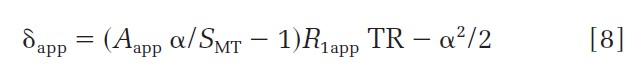 δapp = (Aapp α/SMT − 1)R1app TR − α²/2 [8]